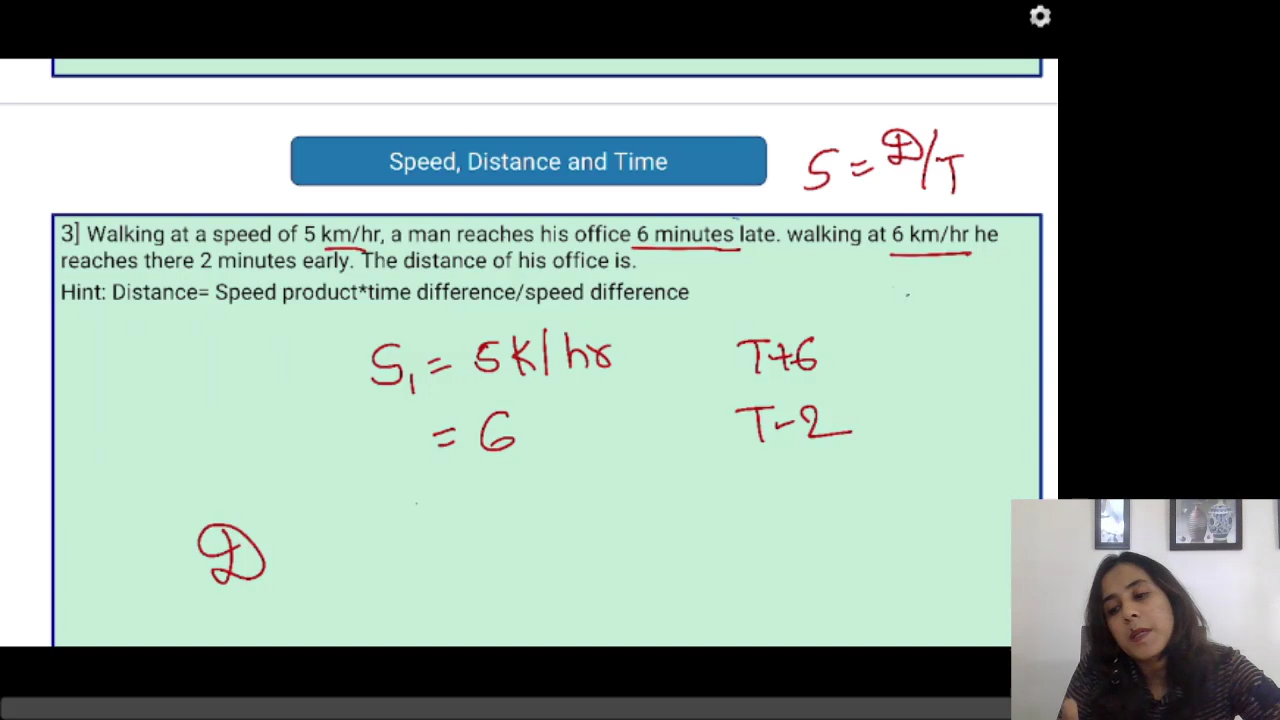 Speed, Distance and Time
S = D/T
3] Walking at a speed of 5 km/hr, a man reaches his office 6 minutes late. walking at 6 km/hr he
reaches there 2 minutes early. The distance of his office is.
Hint: Distance= Speed product*time difference/speed difference
S₁ = 5K/hr T+6
= 6 T-2
D